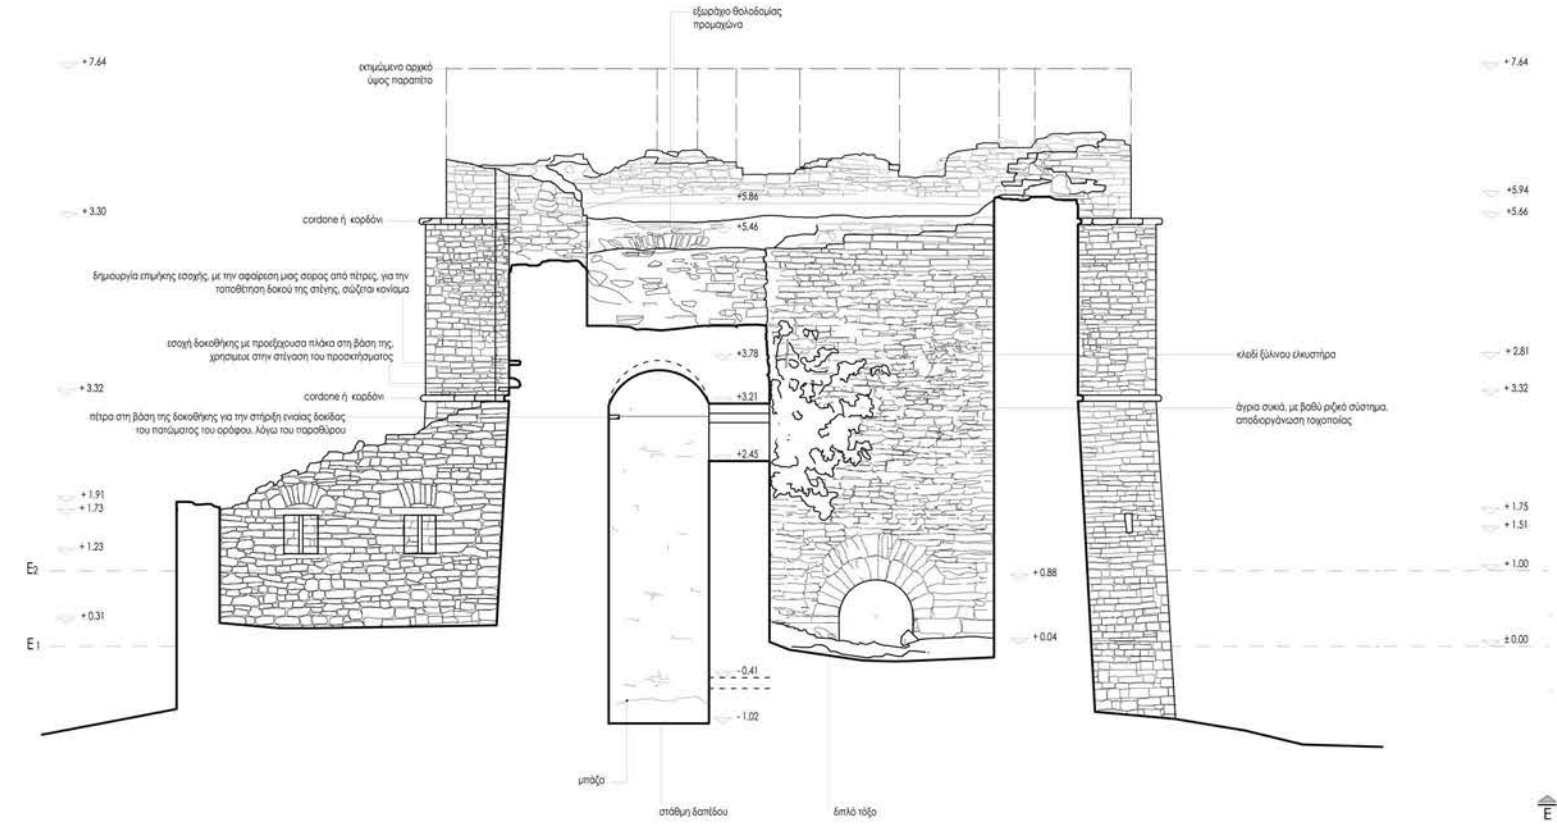 εξωράχιο θολοδομίας
προμαχώνα
+ 7.64
εκτιμώμενο αρχικό
ύψος παραπέτο
+ 7.64
+5.86
+5.94
+ 3.30
cordone ή κορδόνι
+5.46
+5.66
δημιουργία επιμήκης εσοχής, με την αφαίρεση μιας σειράς από πέτρες, για την
τοποθέτηση δοκού της στέγης, σώζεται κονίαμα
εσοχή δοκοθήκης με προεξέχουσα πλάκα στη βάση της,
χρησιμευε στην στέγαση του προσκτήσματος
+3.78
κλειδί ξύλινου ελκυστήρα
+ 2.81
+ 3.32
cordone ή κορδόνι
+3.21
+ 3.32
πέτρα στη βάση της δοκοθήκης για την στήριξη ενιαίας δοκίδας
του πατώματος του ορόφου, λόγω του παραθύρου
άγρια συκιά, με βαθύ ριζικό σύστημα,
αποδιοργάνωση τοιχοποιίας
+2.45
+ 1.91
+ 1.73
+ 1.75
+ 1.51
+ 1.23
E2
+ 0.88
+ 1.00
+ 0.31
E1
+ 0.04
± 0.00
-0.41
- 1.02
μπάζα
στάθμη δαπέδου
διπλό τόξο
E